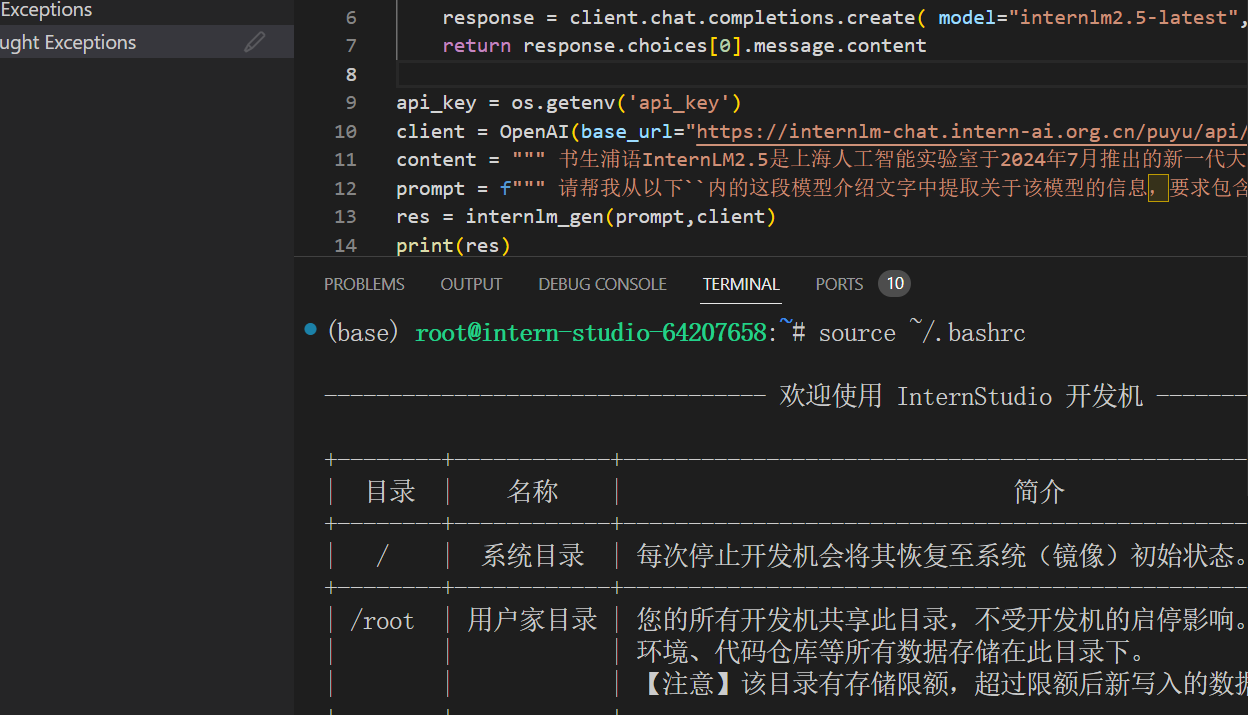 Exceptions
ught Exceptions
6 response = client.chat.completions.create( model="internlm2.5-latest",
7 return response.choices[0].message.content
8
9 api_key = os.getenv('api_key')
10 client = OpenAI(base_url="https://internlm-chat.intern-ai.org.cn/puyu/api/
11 content = """ 书生浦语InternLM2.5是上海人工智能实验室于2024年7月推出的新一代大
12 prompt = f""" 请帮我从以下``内的这段模型介绍文字中提取关于该模型的信息，要求包含
13 res = internlm_gen(prompt,client)
14 print(res)
PROBLEMS OUTPUT DEBUG CONSOLE TERMINAL PORTS 10
(base) root@intern-studio-64207658:~# source ~/.bashrc
欢迎使用 InternStudio 开发机
目录 名称 简介
/ 系统目录 每次停止开发机会将其恢复至系统（镜像）初始状态。
/root 用户家目录 您的所有开发机共享此目录，不受开发机的启停影响。
环境、代码仓库等所有数据存储在此目录下。
【注意】该目录有存储限额，超过限额后新写入的数据